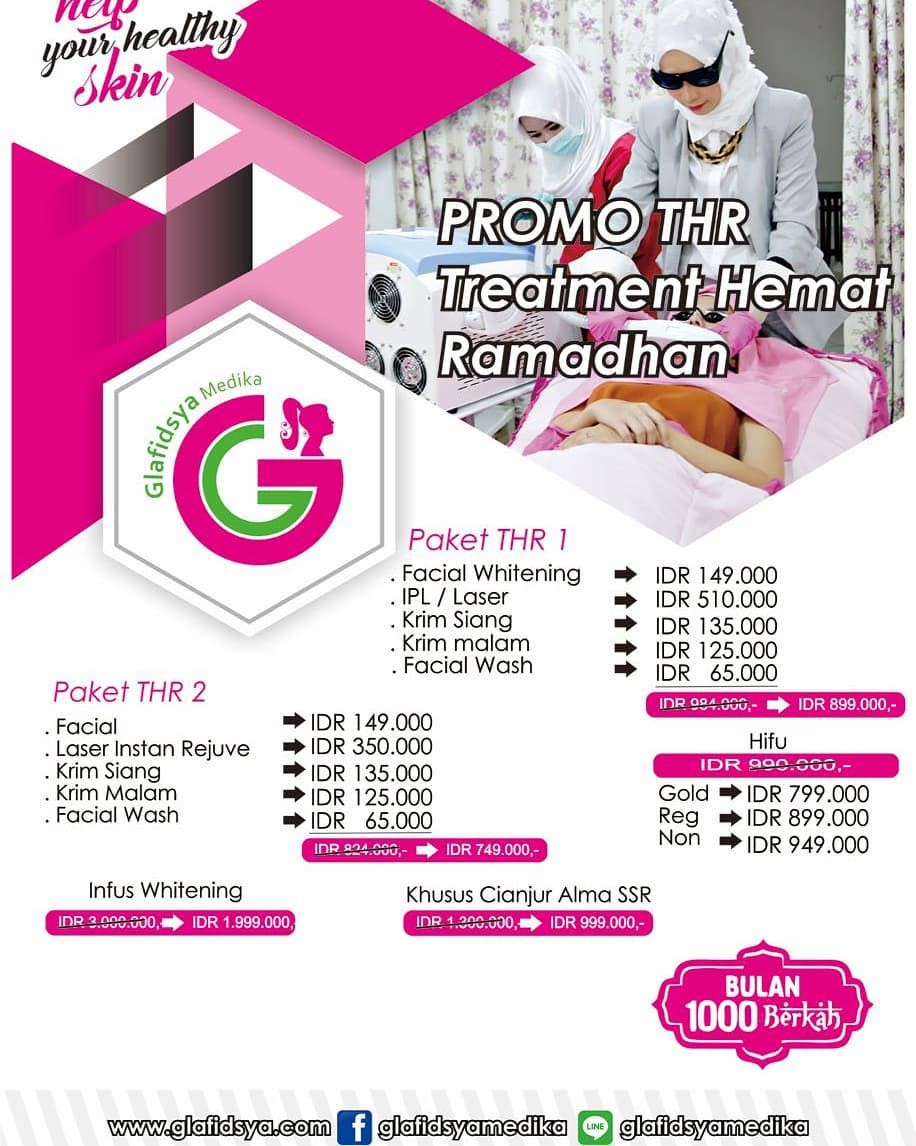 help
your healthy
skin
PROMO THR
Treatment Hemat
Ramadhan
Glafidsya Medika
Paket THR 1
. Facial Whitening ➡ IDR 149.000
. IPL / Laser ➡ IDR 510.000
. Krim Siang ➡ IDR 135.000
. Krim malam ➡ IDR 125.000
. Facial Wash ➡ IDR 65.000
IDR 984.000,- ➡ IDR 899.000,-
Paket THR 2
. Facial ➡ IDR 149.000
. Laser Instan Rejuve ➡ IDR 350.000
. Krim Siang ➡ IDR 135.000
. Krim Malam ➡ IDR 125.000
. Facial Wash ➡ IDR 65.000
IDR 824.000,- ➡ IDR 749.000,-
Hifu
IDR 990.000,-
Gold ➡ IDR 799.000
Reg ➡ IDR 899.000
Non ➡ IDR 949.000
Infus Whitening
IDR 3.000.000,- ➡ IDR 1.999.000,
Khusus Cianjur Alma SSR
IDR 1.300.000,- ➡ IDR 999.000,-
BULAN
1000 Berkah
www.glafidsya.com glafidsyamedika LINE glafidsyamedika